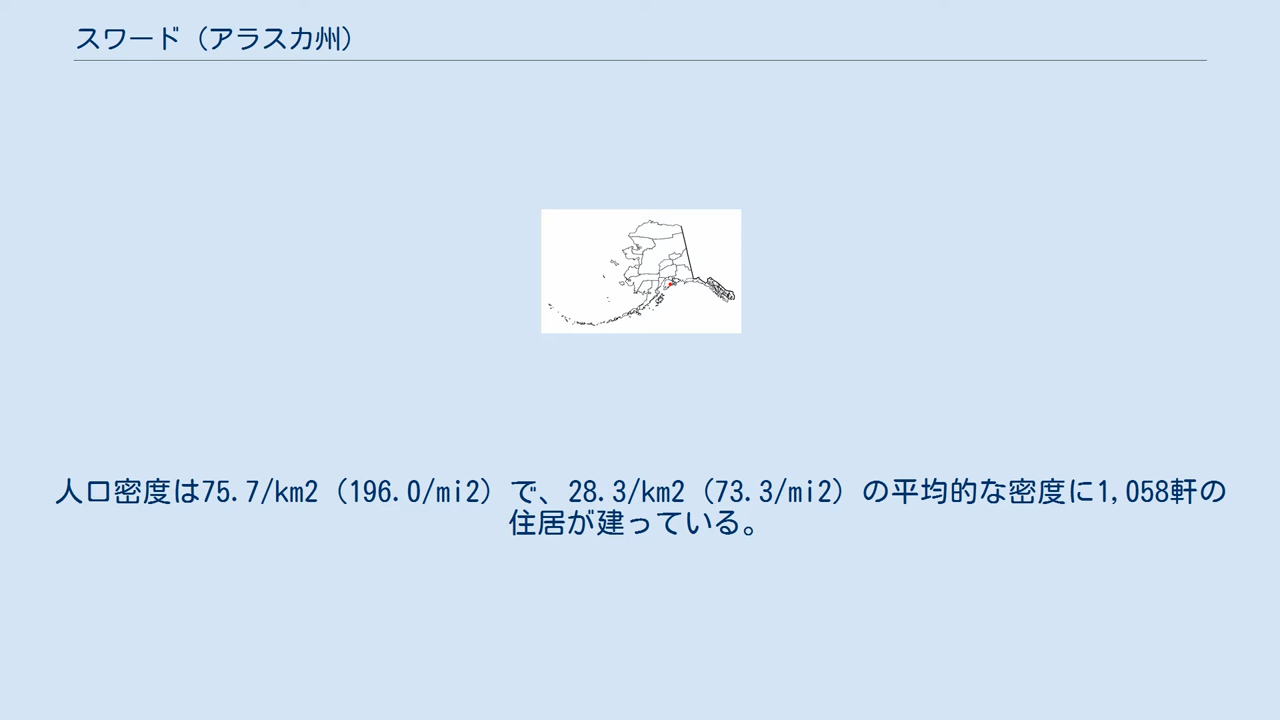 スワード（アラスカ州）
人口密度は75.7/km2（196.0/mi2）で、28.3/km2（73.3/mi2）の平均的な密度に1,058軒の
住居が建っている。